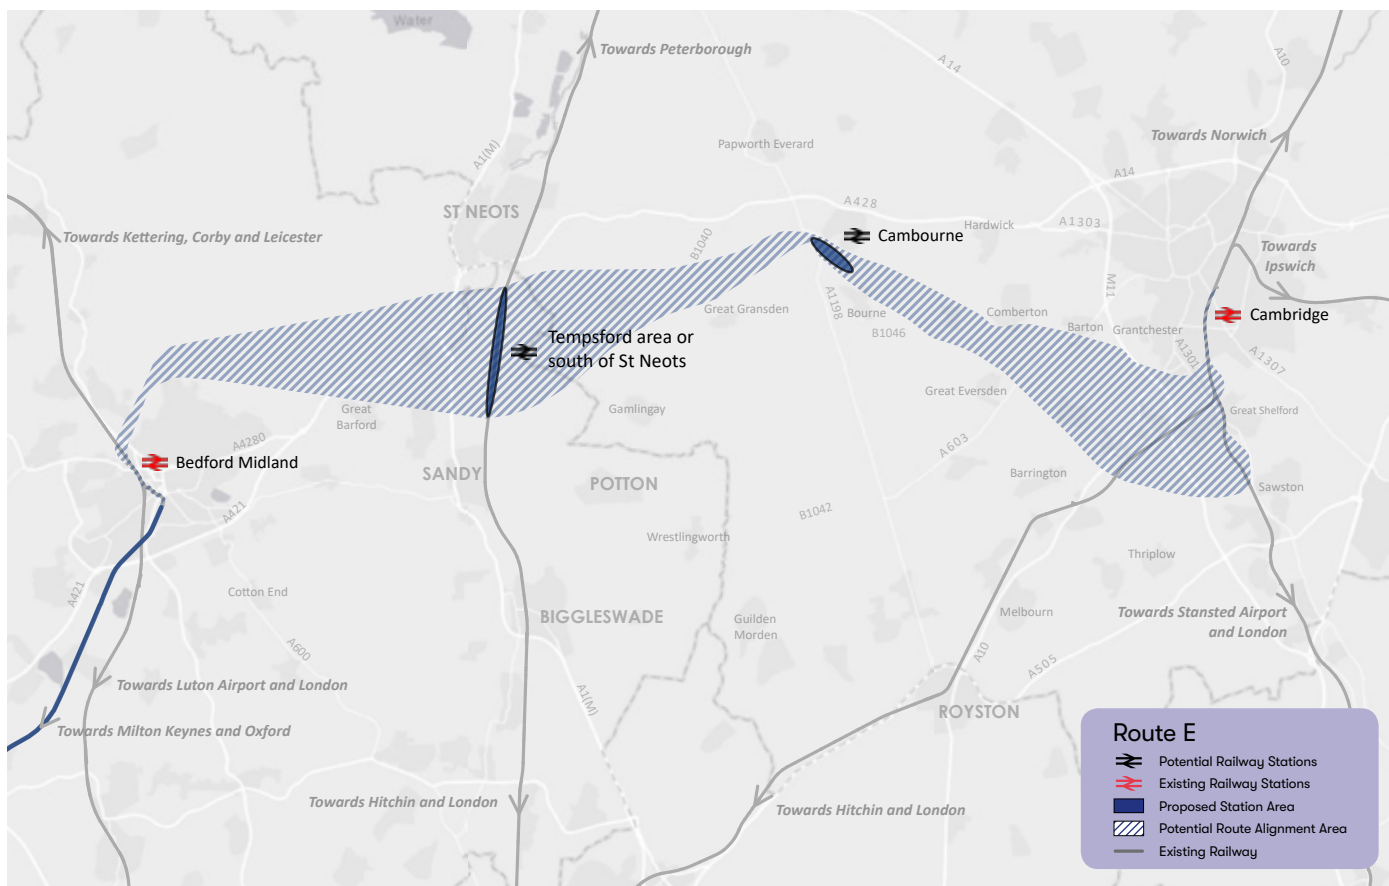 Water
Towards Peterborough
A14
A10
A1(M)
Papworth Everard
Towards Norwich
A14
ST NEOTS
A428
Hardwick
A1303
Towards Kettering, Corby and Leicester
B1040
Cambourne
Towards
Ipswich
M11
A1198
Great Gransden
Bourne
Comberton
Cambridge
B1046
Barton
Grantchester
Tempsford area or
south of St Neots
A1301
A1307
Great Eversden
Great
Barford
Gamlingay
Great Shelford
A4280
A603
Bedford Midland
SANDY
POTTON
Barrington
Sawston
A421
B1042
Wrestlingworth
Thriplow
A421
Cotton End
BIGGLESWADE
Guilden
Morden
Melbourn
Towards Stansted Airport
and London
A600
A10
A505
Towards Luton Airport and London
A1(M)
ROYSTON
Towards Milton Keynes and Oxford
Towards Hitchin and London
Towards Hitchin and London
Route E
Potential Railway Stations
Existing Railway Stations
Proposed Station Area
Potential Route Alignment Area
Existing Railway